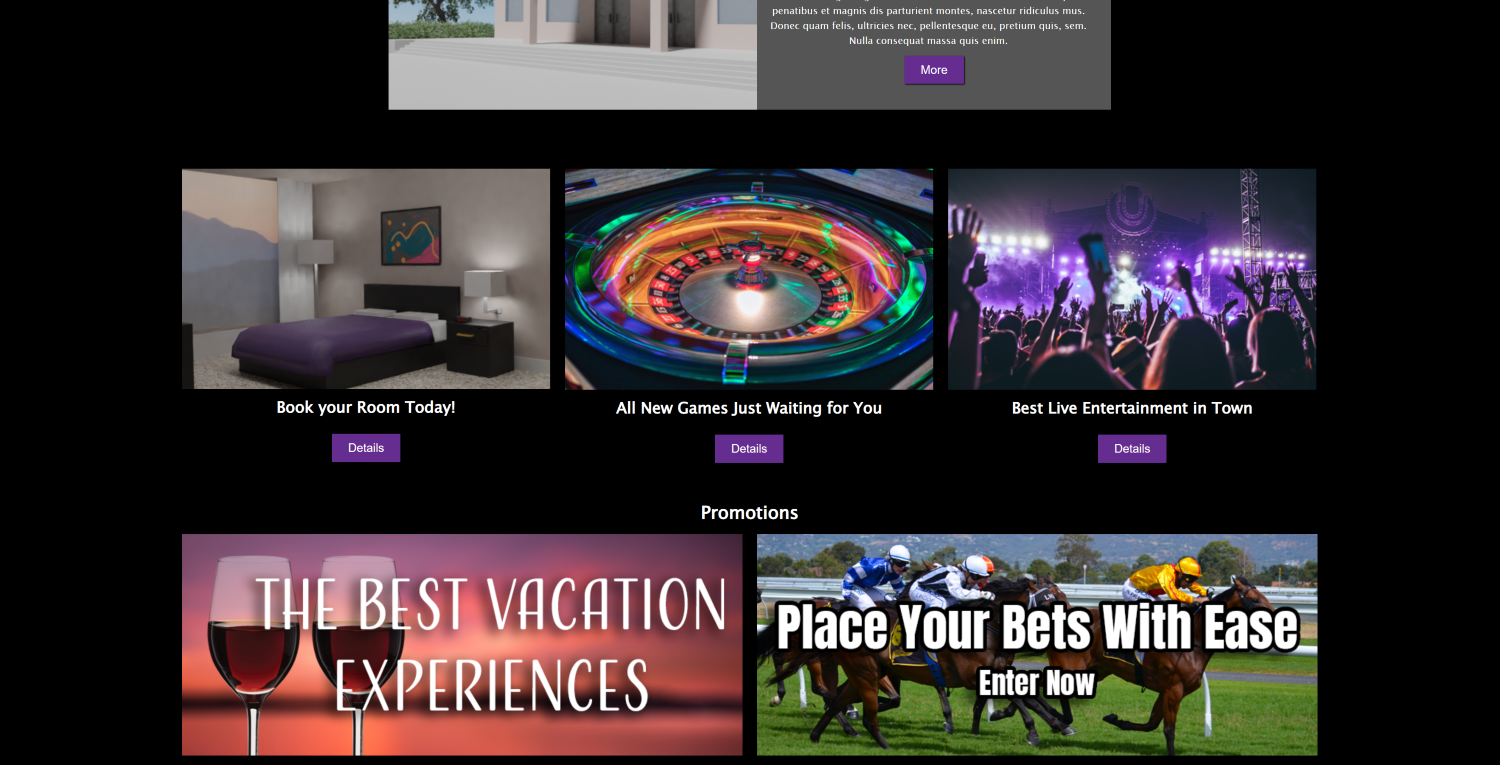 penatibus et magnis dis parturient montes, nascetur ridiculus mus.
Donec quam felis, ultricies nec, pellentesque eu, pretium quis, sem.
Nulla consequat massa quis enim.
More
Book your Room Today!
All New Games Just Waiting for You
Best Live Entertainment in Town
Details
Details
Details
Promotions
THE BEST VACATION
EXPERIENCES
Place Your Bets With Ease
Enter Now